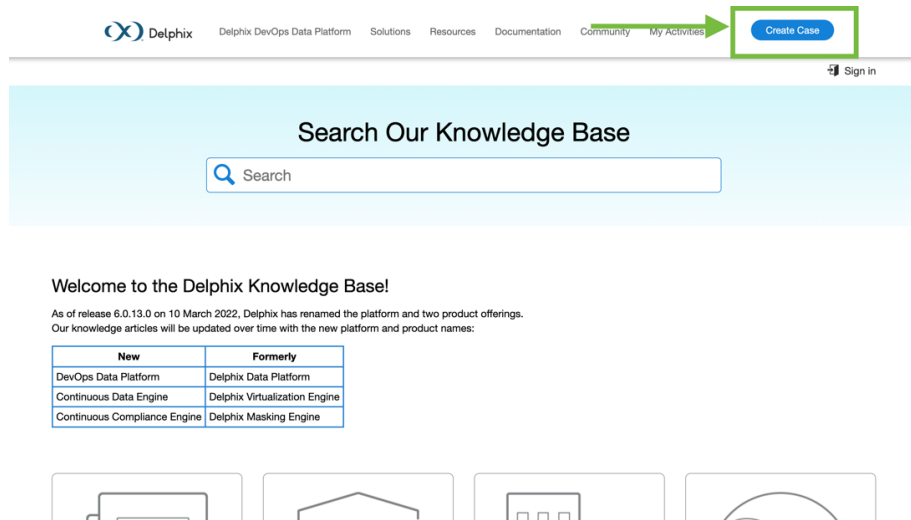 Delphix
Delphix DevOps Data Platform Solutions Resources Documentation Community My Activities Create Case
Sign in
Search Our Knowledge Base
Search
Welcome to the Delphix Knowledge Base!
As of release 6.0.13.0 on 10 March 2022, Delphix has renamed the platform and two product offerings.
Our knowledge articles will be updated over time with the new platform and product names:
New Formerly
DevOps Data Platform Delphix Data Platform
Continuous Data Engine Delphix Virtualization Engine
Continuous Compliance Engine Delphix Masking Engine